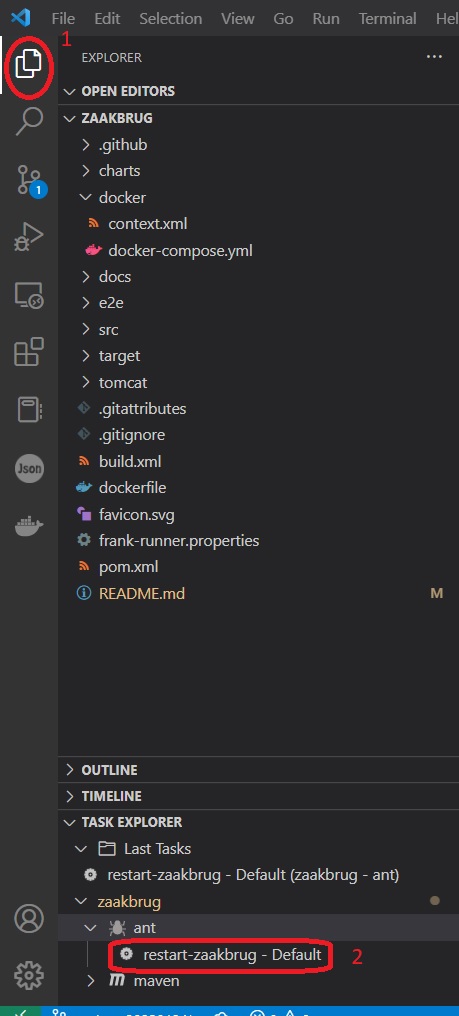 File Edit Selection View Go Run Terminal Hel
1
EXPLORER
OPEN EDITORS
ZAAKBRUG
.github
charts
docker
context.xml
1
docker-compose.yml
docs
e2e
src
target
tomcat
.gitattributes
.gitignore
build.xml
Json
dockerfile
favicon.svg
frank-runner.properties
pom.xml
README.md M
OUTLINE
TIMELINE
TASK EXPLORER
Last Tasks
restart-zaakbrug - Default (zaakbrug - ant)
zaakbrug
ant
restart-zaakbrug - Default 2
maven